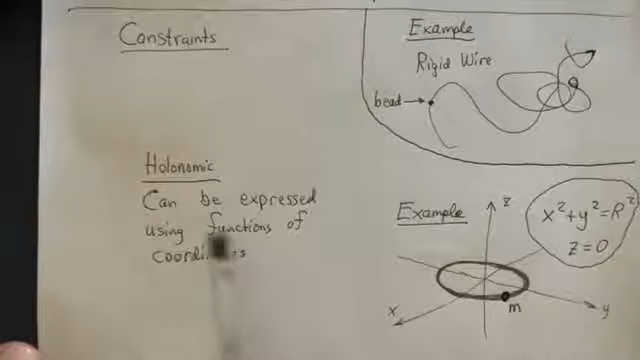 Constraints
Holonomic
Can be expressed
using functions of
Example
Rigid Wire
bead
Example
x²+y²=R²
z=0
z
x
y
m